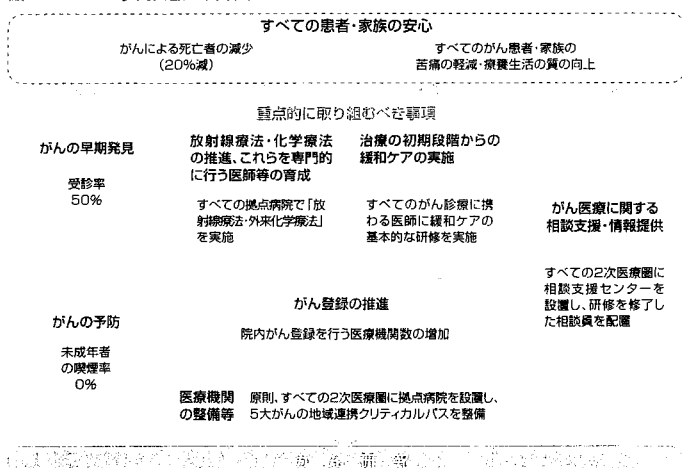 すべての患者・家族の安心
がんによる死亡者の減少
(20%減)
すべてのがん患者・家族の
苦痛の軽減・療養生活の質の向上
重点的に取り組むべき事項
がんの早期発見
受診率
50%
放射線療法・化学療法
の推進、これらを専門的
に行う医師等の育成
すべての拠点病院で「放
射線療法・外来化学療法」
を実施
治療の初期段階からの
緩和ケアの実施
すべてのがん診療に携
わる医師に緩和ケアの
基本的な研修を実施
がん医療に関する
相談支援・情報提供
すべての2次医療圏に
相談支援センターを
設置し、研修を修了し
た相談員を配置
がんの予防
未成年者
の喫煙率
0%
がん登録の推進
院内がん登録を行う医療機関数の増加
医療機関
の整備等
原則、すべての2次医療圏に拠点病院を設置し、
5大がんの地域連携クリティカルパスを整備